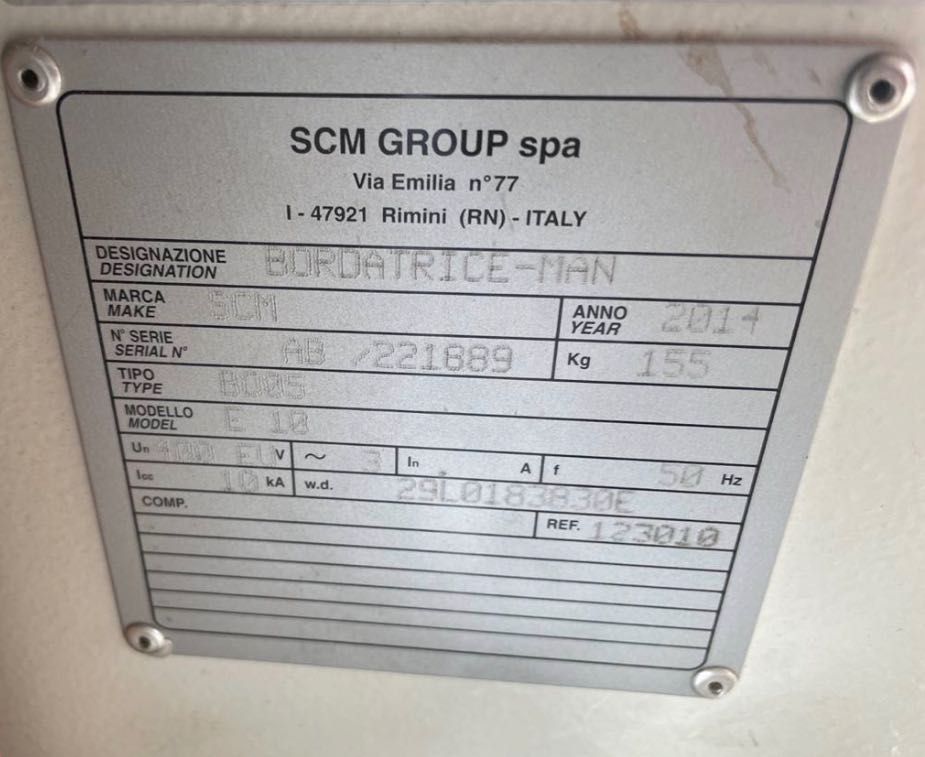 SCM GROUP spa
Via Emilia n°77
I - 47921 Rimini (RN) - ITALY
DESIGNAZIONE
DESIGNATION BORDATRICE-MAN
MARCA
MAKE SCM
ANNO
YEAR 2014
N° SERIE
SERIAL N° AB /221889
Kg 155
TIPO
TYPE
MODELLO
MODEL E 10
Un V ~ 3 In A f 50 Hz
Icc 10 kA w.d. 29L0183830E
COMP.
REF. 123010